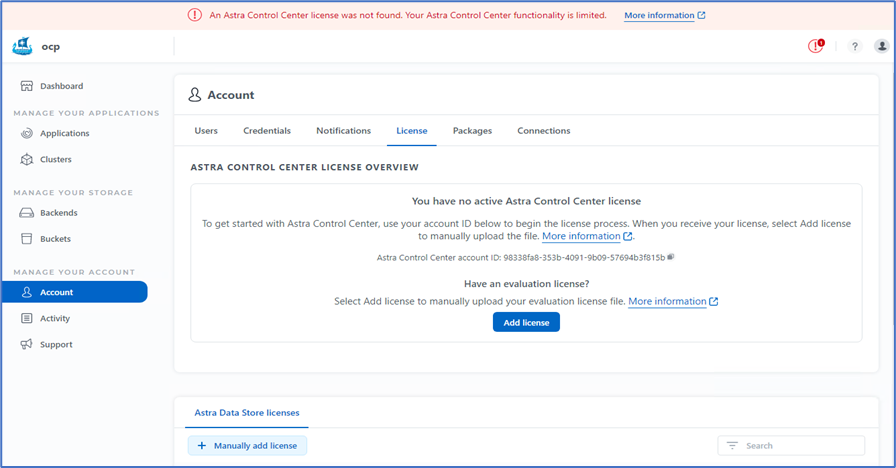 An Astra Control Center license was not found. Your Astra Control Center functionality is limited. More information
ocp
1
?
Dashboard
MANAGE YOUR APPLICATIONS
Applications
Clusters
MANAGE YOUR STORAGE
Backends
Buckets
MANAGE YOUR ACCOUNT
Account
Activity
Support
Account
Users Credentials Notifications License Packages Connections
ASTRA CONTROL CENTER LICENSE OVERVIEW
You have no active Astra Control Center license
To get started with Astra Control Center, use your account ID below to begin the license process. When you receive your license, select Add license
to manually upload the file. More information.
Astra Control Center account ID: 98338fa8-353b-4091-9b09-57694b3f815b
Have an evaluation license?
Select Add license to manually upload your evaluation license file. More information
Add license
Astra Data Store licenses
+ Manually add license
Search